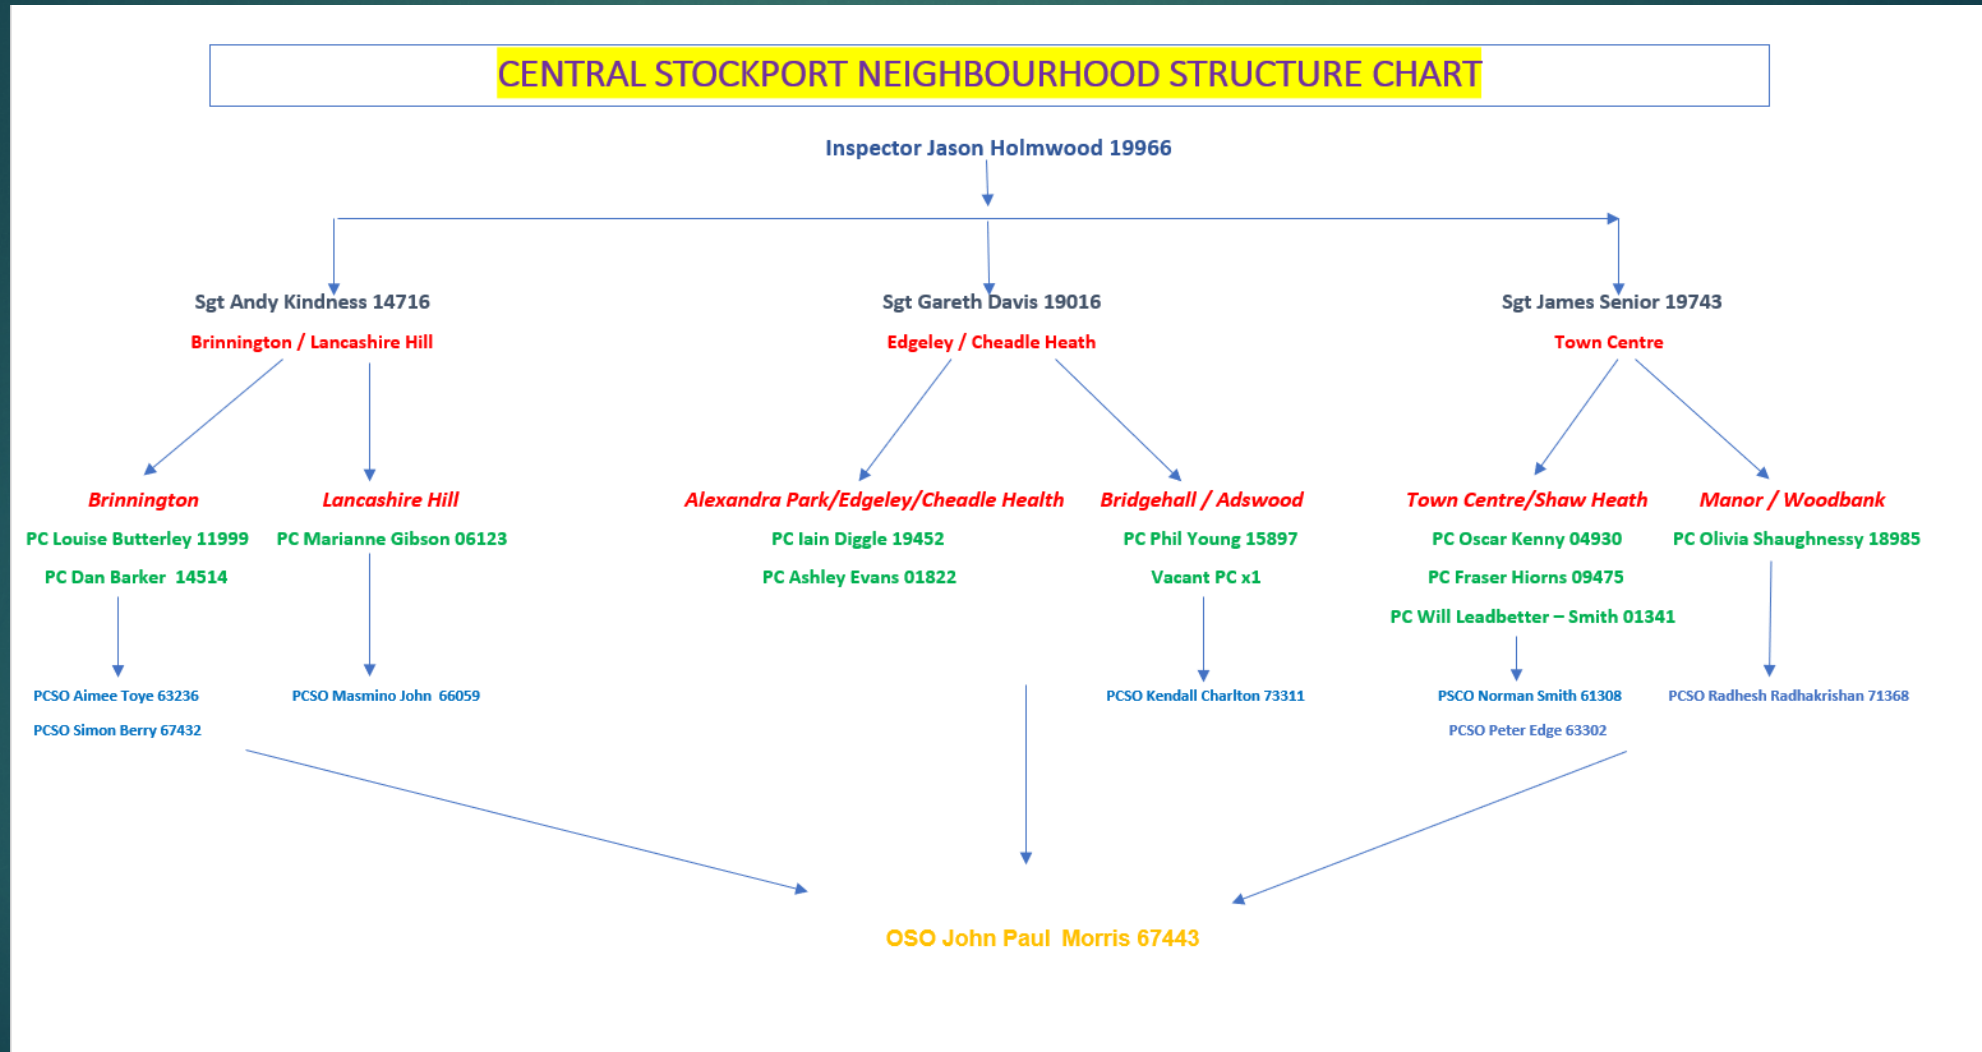 CENTRAL STOCKPORT NEIGHBOURHOOD STRUCTURE CHART
Inspector Jason Holmwood 19966
Sgt Andy Kindness 14716
Brinnington / Lancashire Hill
Sgt Gareth Davis 19016
Edgeley / Cheadle Heath
Sgt James Senior 19743
Town Centre
Brinnington
PC Louise Butterley 11999
PC Dan Barker  14514
PCSO Aimee Toye 63236
PCSO Simon Berry 67432
Lancashire Hill
PC Marianne Gibson 06123
PCSO Masmino John  66059
Alexandra Park/Edgeley/Cheadle Health
PC Iain Diggle 19452
PC Ashley Evans 01822
Bridgehall / Adswood
PC Phil Young 15897
Vacant PC x1
PCSO Kendall Charlton 73311
Town Centre/Shaw Heath
PC Oscar Kenny 04930
PC Fraser Hiorns 09475
PC Will Leadbetter – Smith 01341
PSCO Norman Smith 61308
PCSO Peter Edge 63302
Manor / Woodbank
PC Olivia Shaughnessy 18985
PCSO Radhesh Radhakrishan 71368
OSO John Paul  Morris 67443